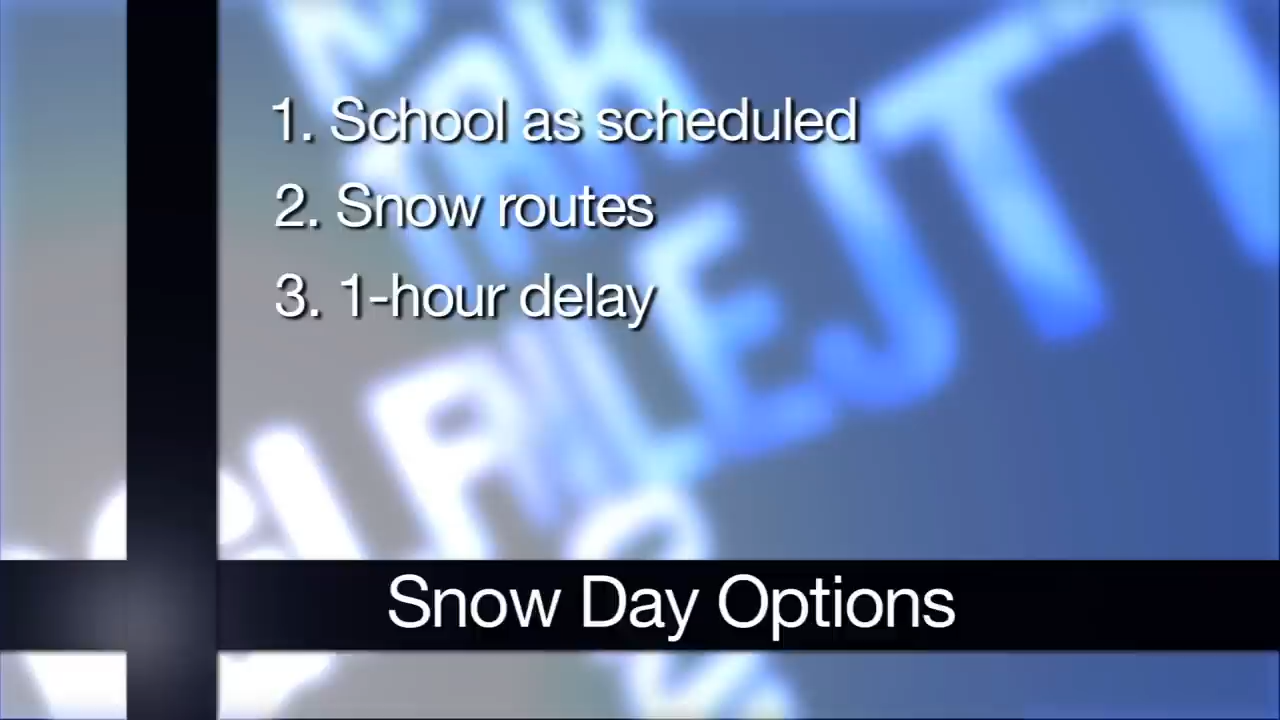 1. School as scheduled
2. Snow routes
3. 1-hour delay
Snow Day Options